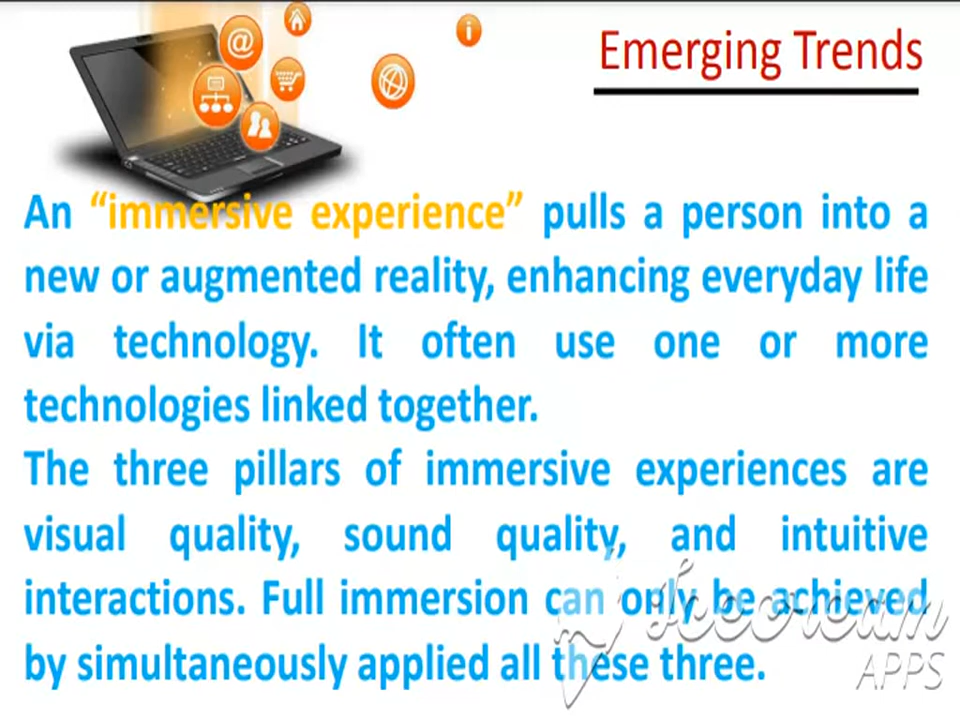 Emerging Trends
An “immersive experience” pulls a person into a
new or augmented reality, enhancing everyday life
via technology. It often use one or more
technologies linked together.
The three pillars of immersive experiences are
visual quality, sound quality, and intuitive
interactions. Full immersion can only be achieved
by simultaneously applied all these three.
APPS